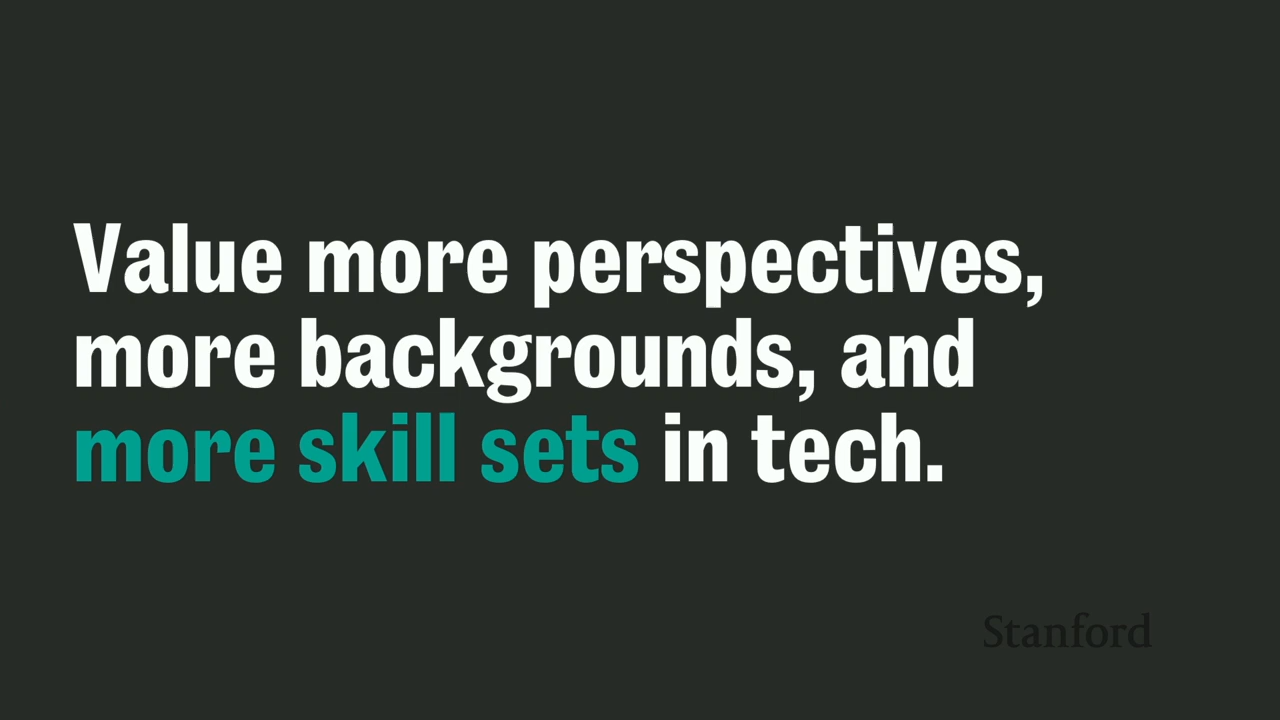 Value more perspectives,
more backgrounds, and
more skill sets in tech.
Stanford